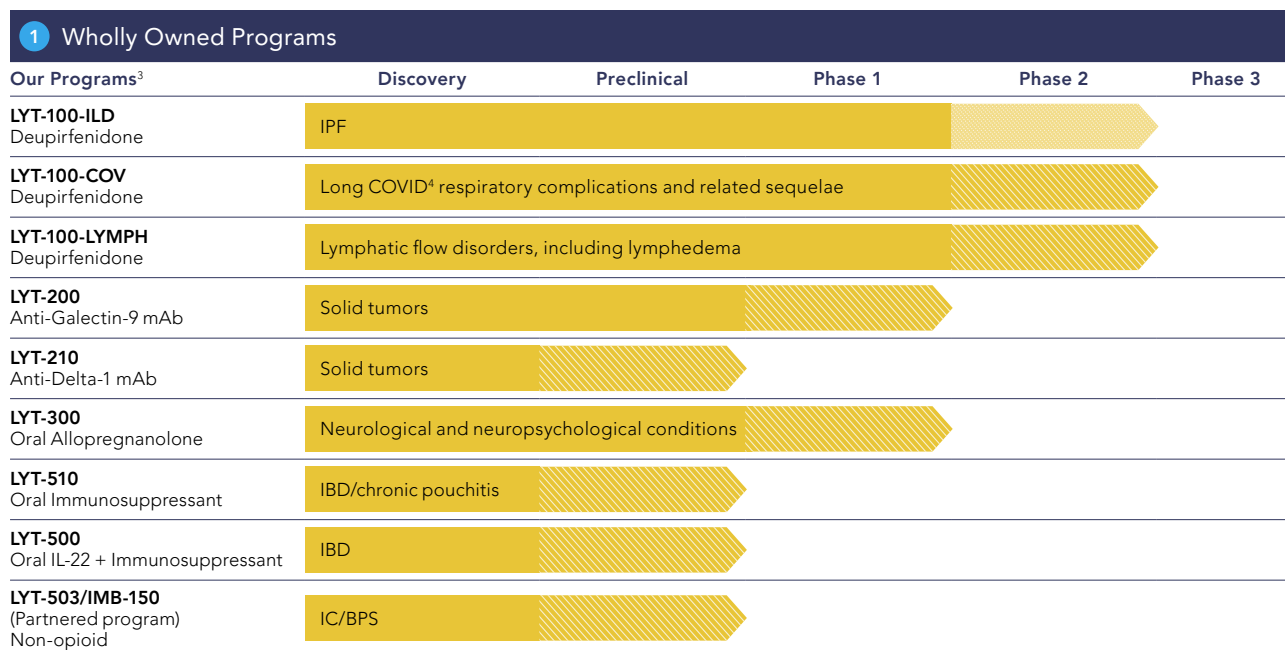 1 Wholly Owned Programs
Our Programs³ Discovery Preclinical Phase 1 Phase 2 Phase 3
LYT-100-ILD
Deupirfenidone
IPF
LYT-100-COV
Deupirfenidone
Long COVID⁴ respiratory complications and related sequelae
LYT-100-LYMPH
Deupirfenidone
Lymphatic flow disorders, including lymphedema
LYT-200
Anti-Galectin-9 mAb
Solid tumors
LYT-210
Anti-Delta-1 mAb
Solid tumors
LYT-300
Oral Allopregnanolone
Neurological and neuropsychological conditions
LYT-510
Oral Immunosuppressant
IBD/chronic pouchitis
LYT-500
Oral IL-22 + Immunosuppressant
IBD
LYT-503/IMB-150
(Partnered program)
Non-opioid
IC/BPS